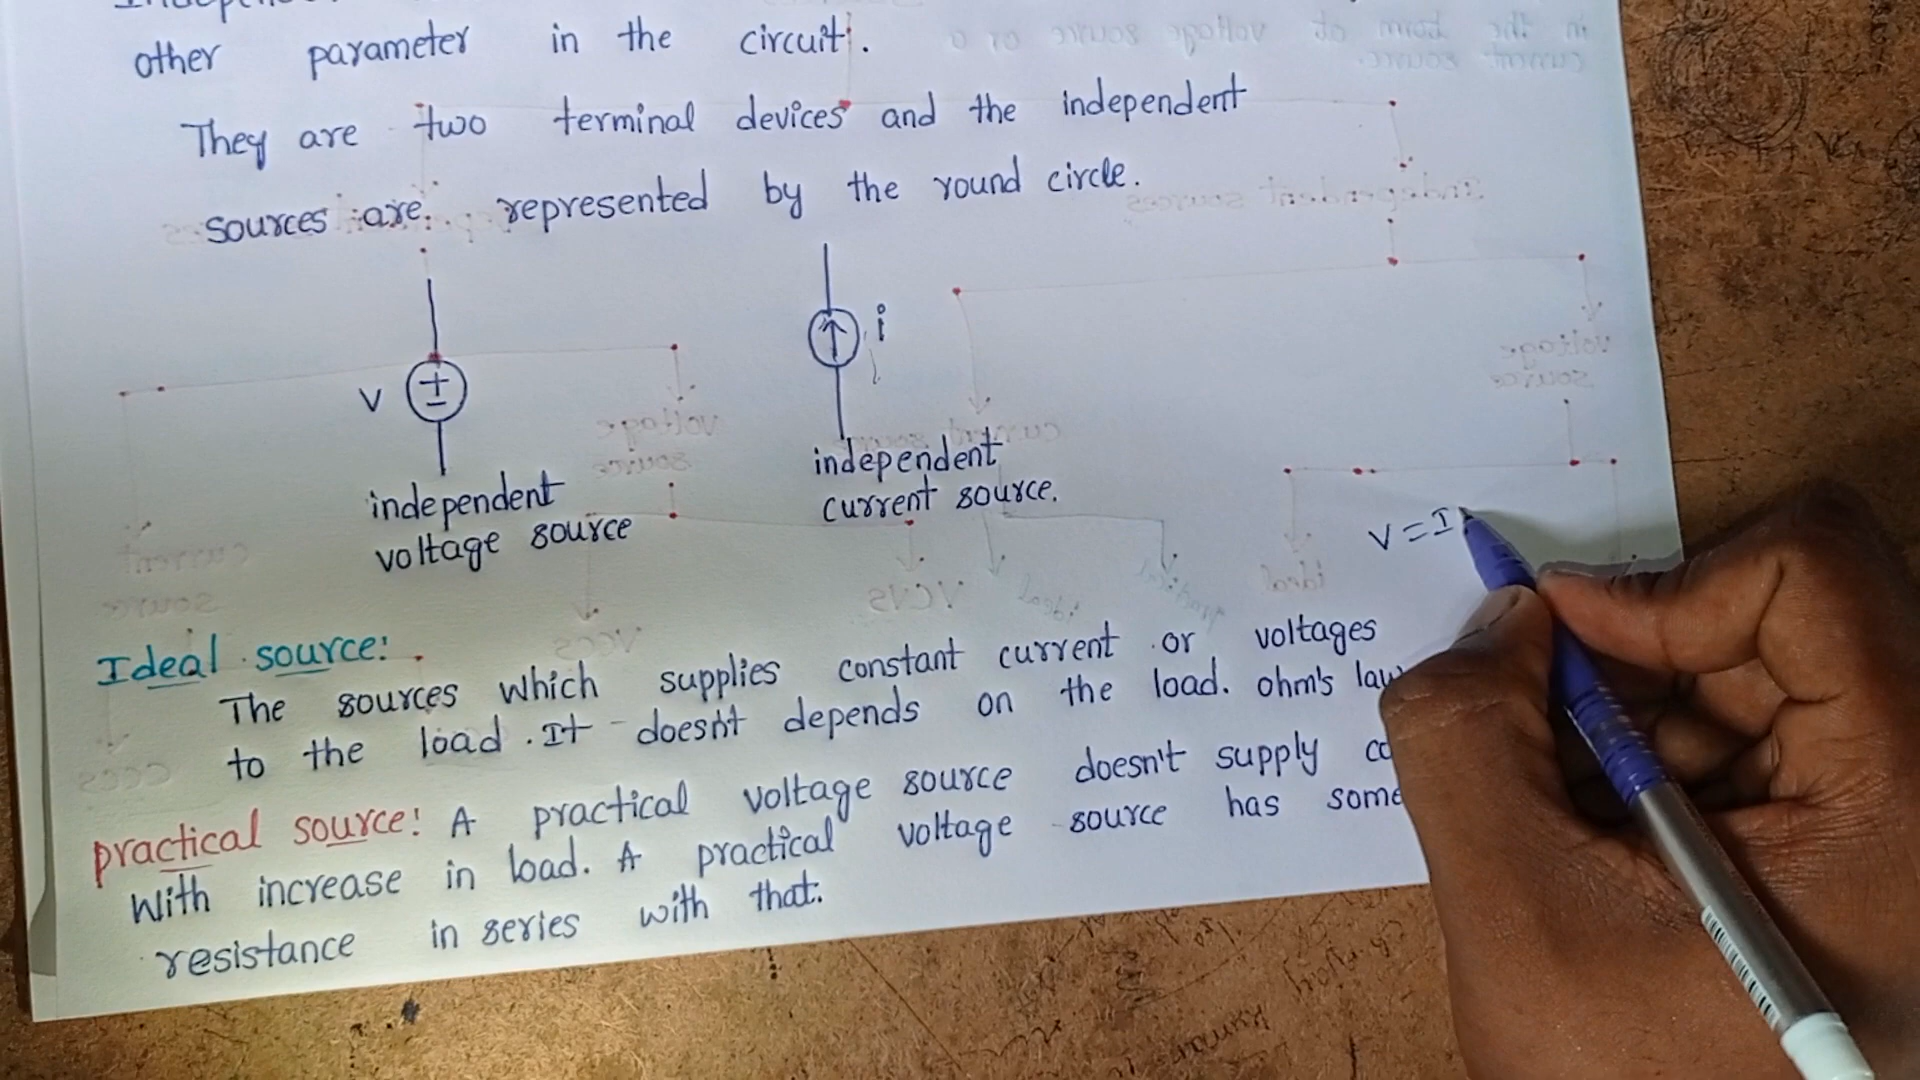 other parameter in the circuit.
They are two terminal devices and the independent
sources are represented by the round circle.
V + -
i
independent
voltage source
independent
current source.
V = I
Ideal source:
The sources which supplies constant current or voltages
to the load. It doesn't depends on the load. ohm's law
practical source: A practical voltage source doesn't supply co
With increase in load. A practical voltage source has some
resistance in series with that.